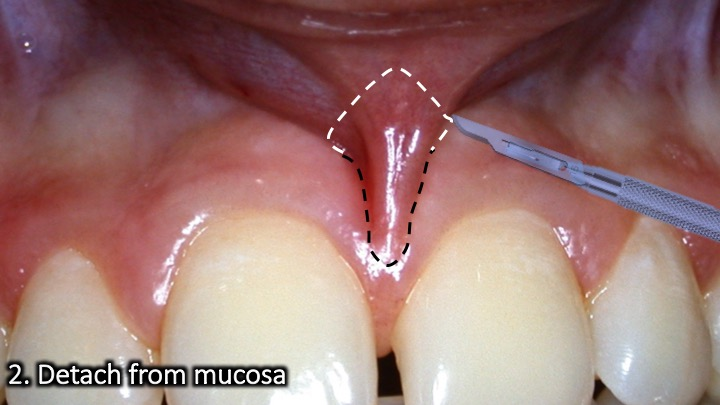 2. Detach from mucosa